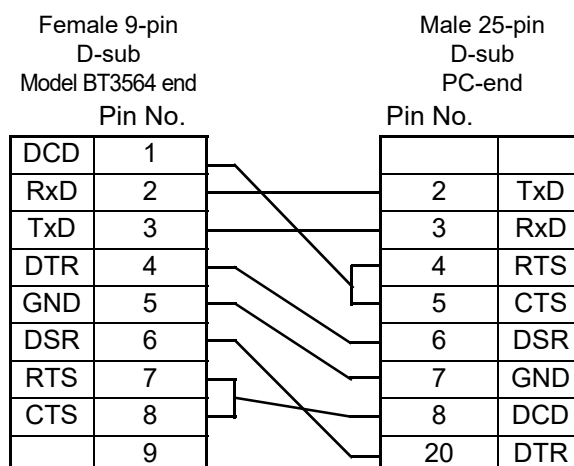 Female 9-pin Male 25-pin
D-sub D-sub
Model BT3564 end PC-end
Pin No. Pin No.
DCD 1
RxD 2 2 TxD
TxD 3 3 RxD
DTR 4 4 RTS
GND 5 5 CTS
DSR 6 6 DSR
RTS 7 7 GND
CTS 8 8 DCD
9 20 DTR